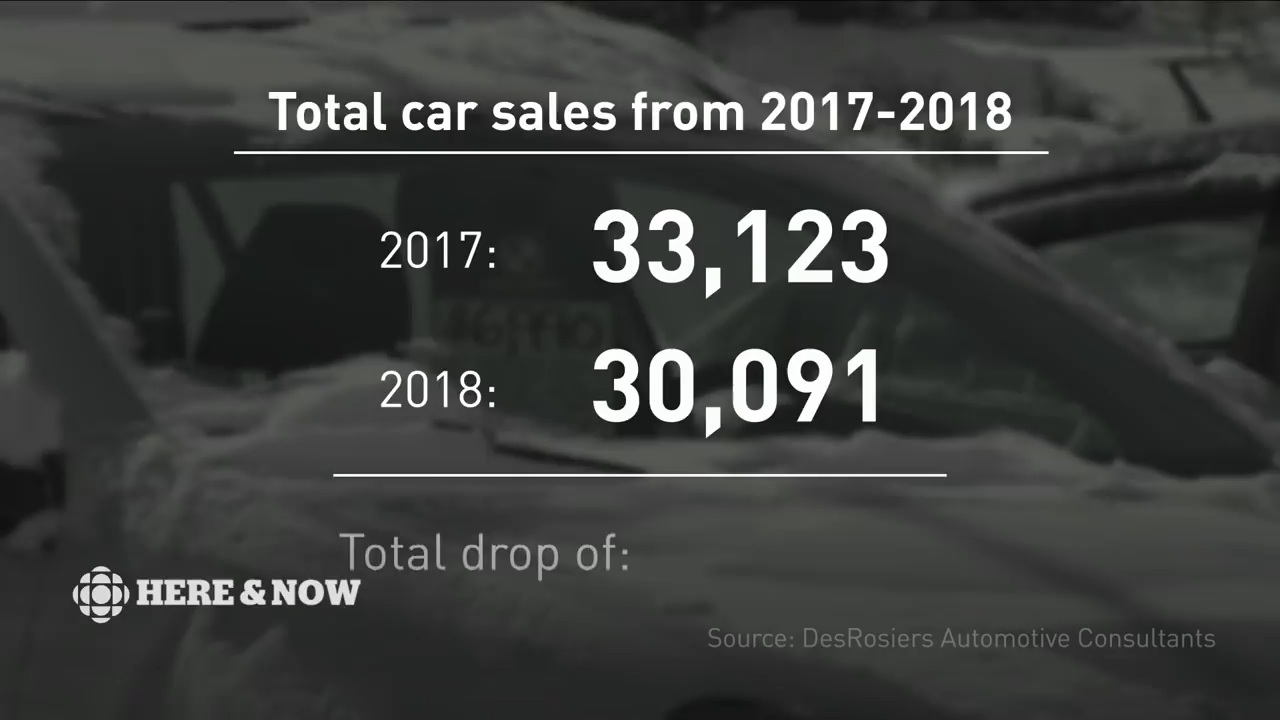 Total car sales from 2017-2018
2017: 33,123
2018: 30,091
Total drop of:
HERE & NOW
Source: DesRosiers Automotive Consultants